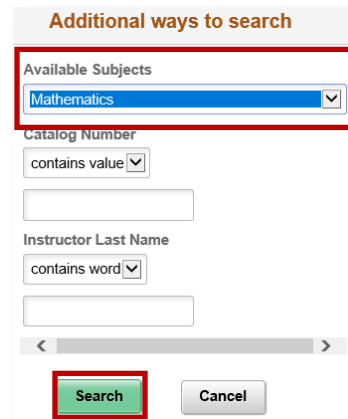 Additional ways to search
Available Subjects
Mathematics
Catalog Number
contains value
Instructor Last Name
contains word
Search Cancel